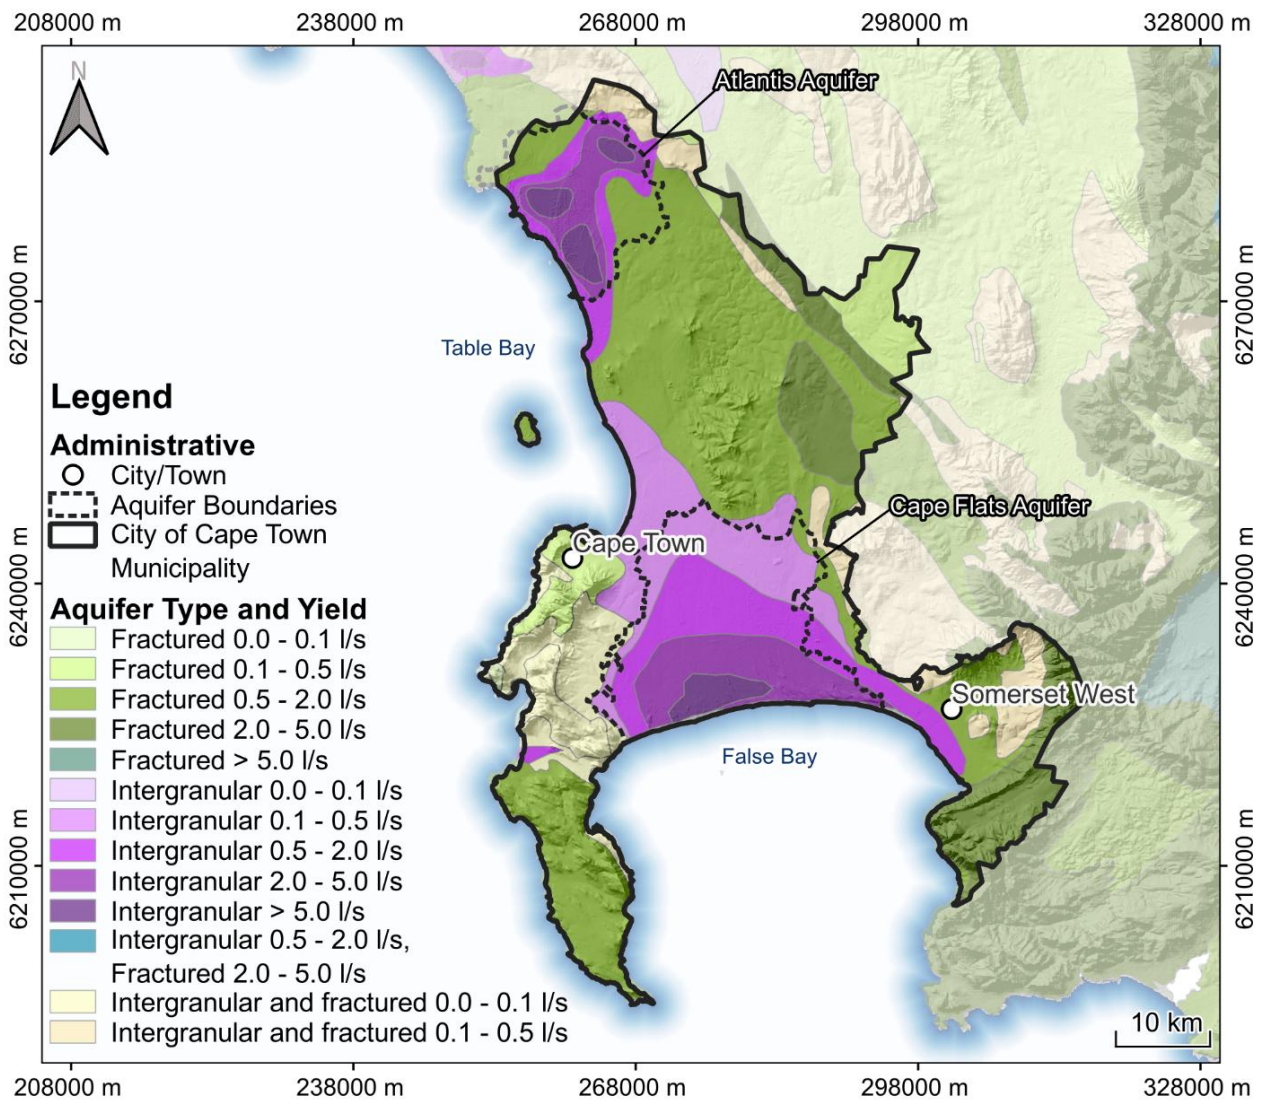 208000 m 238000 m 268000 m 298000 m 328000 m
N
Atlantis Aquifer
6270000 m 6270000 m
Table Bay
Legend
Administrative
City/Town
Aquifer Boundaries
City of Cape Town
Municipality
Cape Flats Aquifer
Cape Town
6240000 m 6240000 m
Aquifer Type and Yield
Fractured 0.0 - 0.1 l/s
Fractured 0.1 - 0.5 l/s
Fractured 0.5 - 2.0 l/s
Fractured 2.0 - 5.0 l/s
Fractured > 5.0 l/s
Intergranular 0.0 - 0.1 l/s
Intergranular 0.1 - 0.5 l/s
Intergranular 0.5 - 2.0 l/s
Intergranular 2.0 - 5.0 l/s
Intergranular > 5.0 l/s
Intergranular 0.5 - 2.0 l/s,
Fractured 2.0 - 5.0 l/s
Intergranular and fractured 0.0 - 0.1 l/s
Intergranular and fractured 0.1 - 0.5 l/s
Somerset West
False Bay
6210000 m 6210000 m
10 km
208000 m 238000 m 268000 m 298000 m 328000 m